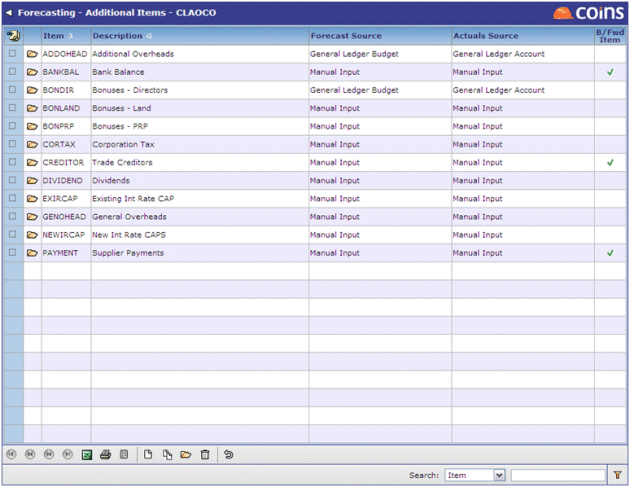 Forecasting - Additional Items - CLAOCO
coins
Item Description Forecast Source Actuals Source B/Fwd Item
ADDOHEAD Additional Overheads General Ledger Budget General Ledger Account
BANKBAL Bank Balance Manual Input Manual Input
BONDIR Bonuses - Directors General Ledger Budget General Ledger Account
BONLAND Bonuses - Land Manual Input Manual Input
BONPRP Bonuses - PRP Manual Input Manual Input
CORTAX Corporation Tax Manual Input Manual Input
CREDITOR Trade Creditors Manual Input Manual Input
DIVIDEND Dividends Manual Input Manual Input
EXIRCAP Existing Int Rate CAP Manual Input Manual Input
GENOHEAD General Overheads Manual Input Manual Input
NEWIRCAP New Int Rate CAPS Manual Input Manual Input
PAYMENT Supplier Payments Manual Input Manual Input
Search: Item